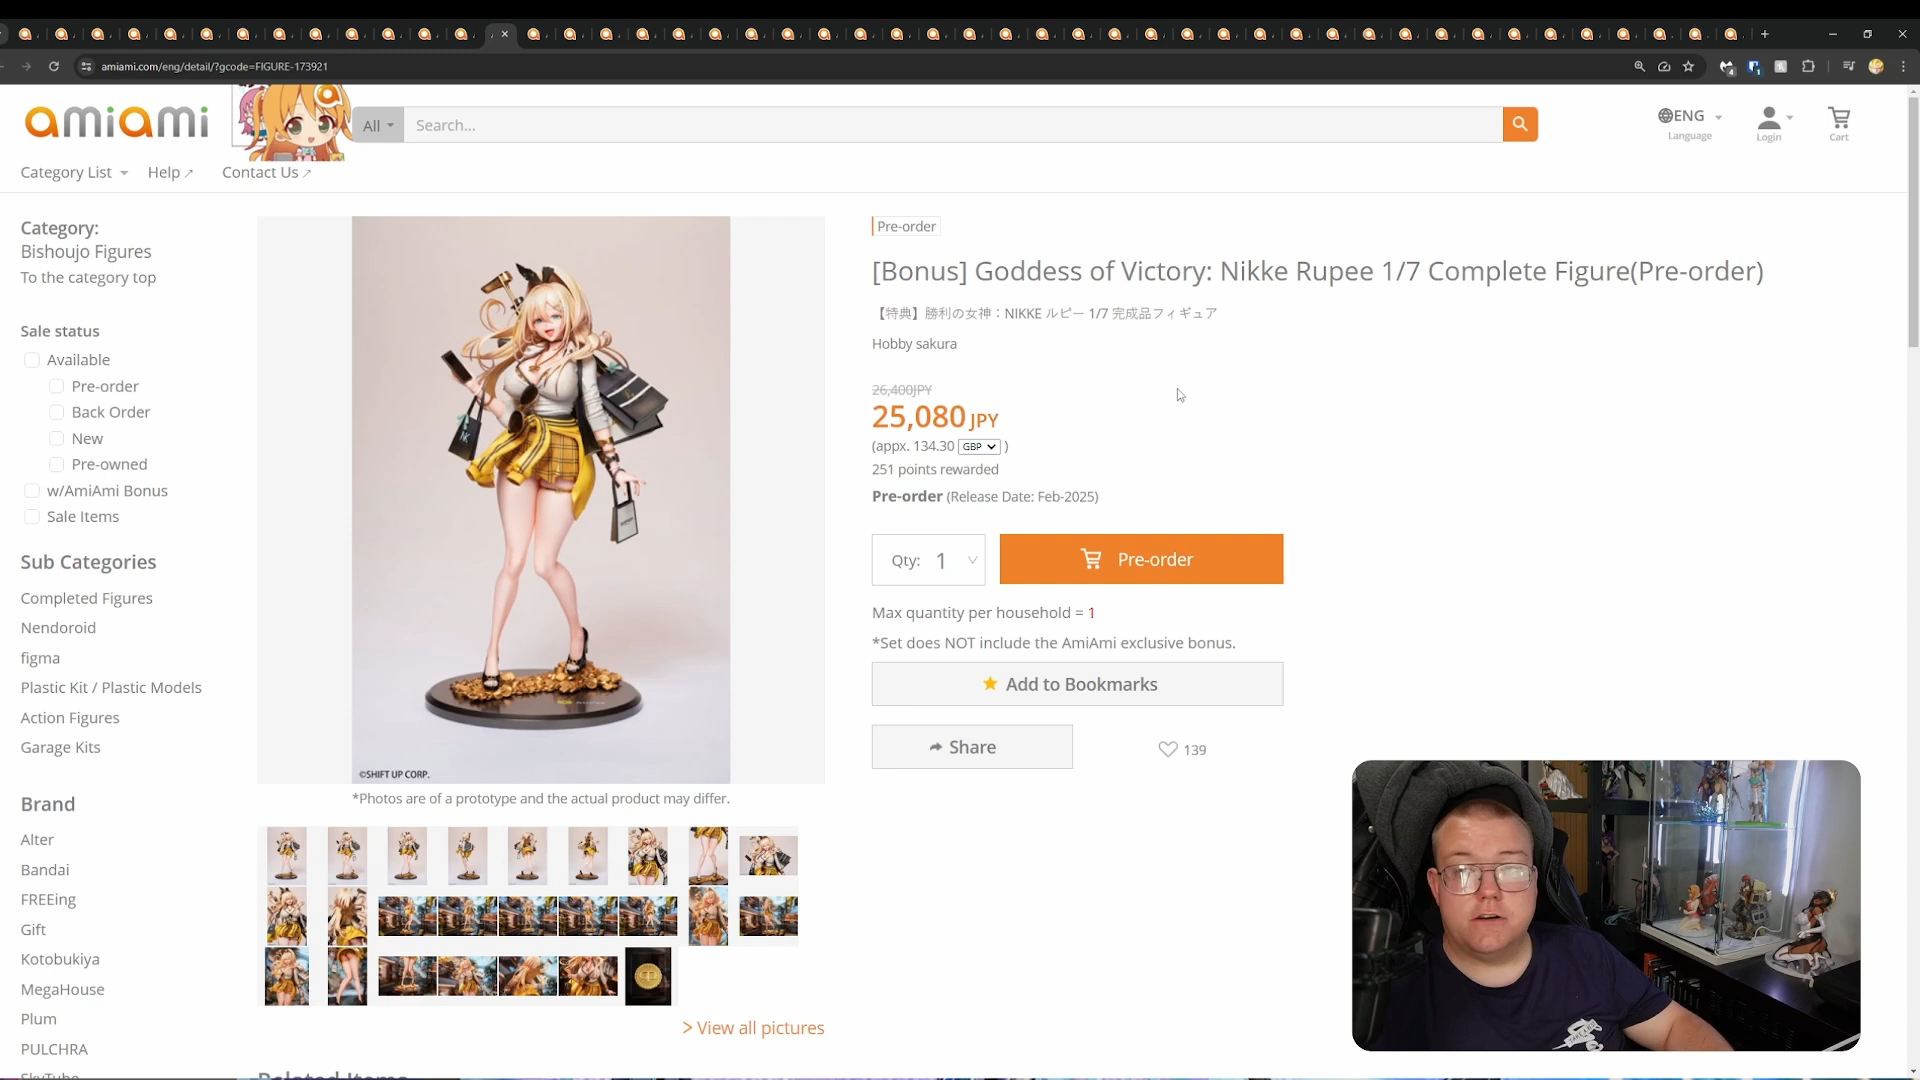 amiami.com/eng/detail/?gcode=FIGURE-173921
amiami
All
Search...
ENG
Language
Login
Cart
Category List
Help
Contact Us
Category:
Bishoujo Figures
To the category top
Sale status
Available
Pre-order
Back Order
New
Pre-owned
w/AmiAmi Bonus
Sale Items
Sub Categories
Completed Figures
Nendoroid
figma
Plastic Kit / Plastic Models
Action Figures
Garage Kits
Brand
Alter
Bandai
FREEing
Gift
Kotobukiya
MegaHouse
Plum
PULCHRA
SkyTube
©SHIFT UP CORP.
*Photos are of a prototype and the actual product may differ.
> View all pictures
Related Items
Pre-order
[Bonus] Goddess of Victory: Nikke Rupee 1/7 Complete Figure(Pre-order)
【特典】勝利の女神：NIKKE ルピー 1/7 完成品フィギュア
Hobby sakura
26,400JPY
25,080 JPY
(appx. 134.30 GBP )
251 points rewarded
Pre-order (Release Date: Feb-2025)
Qty: 1
Pre-order
Max quantity per household = 1
*Set does NOT include the AmiAmi exclusive bonus.
Add to Bookmarks
Share
139